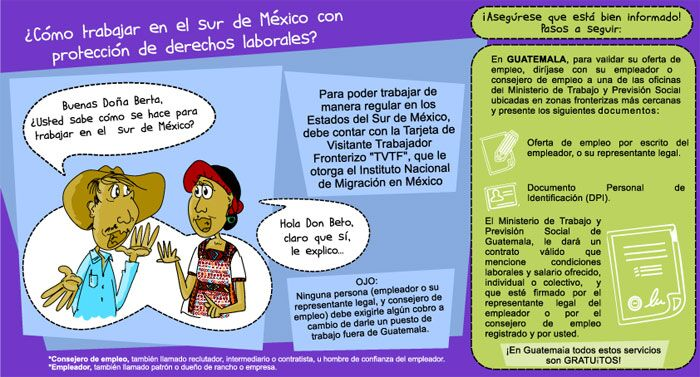 ¿Cómo trabajar en el sur de México con
protección de derechos laborales?
Buenas Doña Berta,
¿Usted sabe cómo se hace para
trabajar en el sur de México?
Hola Don Beto,
claro que sí,
le explico...
Para poder trabajar de
manera regular en los
Estados del Sur de México,
debe contar con la Tarjeta de
Visitante Trabajador
Fronterizo "TVTF", que le
otorga el Instituto Nacional
de Migración en México
OJO:
Ninguna persona (empleador o su
representante legal, y consejero de
empleo) debe exigirle algún cobro a
cambio de darle un puesto de
trabajo fuera de Guatemala.
*Consejero de empleo, también llamado reclutador, intermediario o contratista, u hombre de confianza del empleador.
*Empleador, también llamado patrón o dueño de rancho o empresa.
¡Asegúrese que está bien informado!
Pasos a seguir:
En GUATEMALA, para validar su oferta de
empleo, diríjase con su empleador o
consejero de empleo a una de las oficinas
del Ministerio de Trabajo y Previsión Social
ubicadas en zonas fronterizas más cercanas
y presente los siguientes documentos:
Oferta de empleo por escrito del
empleador, o su representante legal.
Documento Personal de
Identificación (DPI).
El Ministerio de Trabajo y
Previsión Social de
Guatemala, le dará un
contrato válido que
mencione condiciones
laborales y salario ofrecido,
individual o colectivo, y
que esté firmado por el
representante legal del
empleador o por el
consejero de empleo
registrado y por usted.
¡En Guatemala todos estos servicios
son GRATUiTOS!